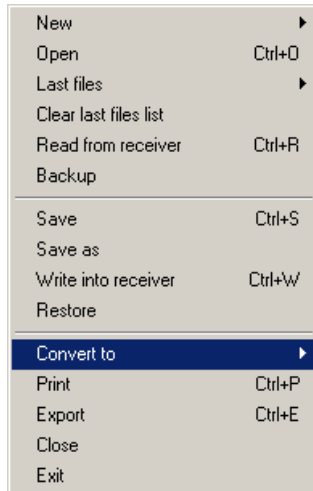 New
Open Ctrl+O
Last files
Clear last files list
Read from receiver Ctrl+R
Backup
Save Ctrl+S
Save as
Write into receiver Ctrl+W
Restore
Convert to
Print Ctrl+P
Export Ctrl+E
Close
Exit